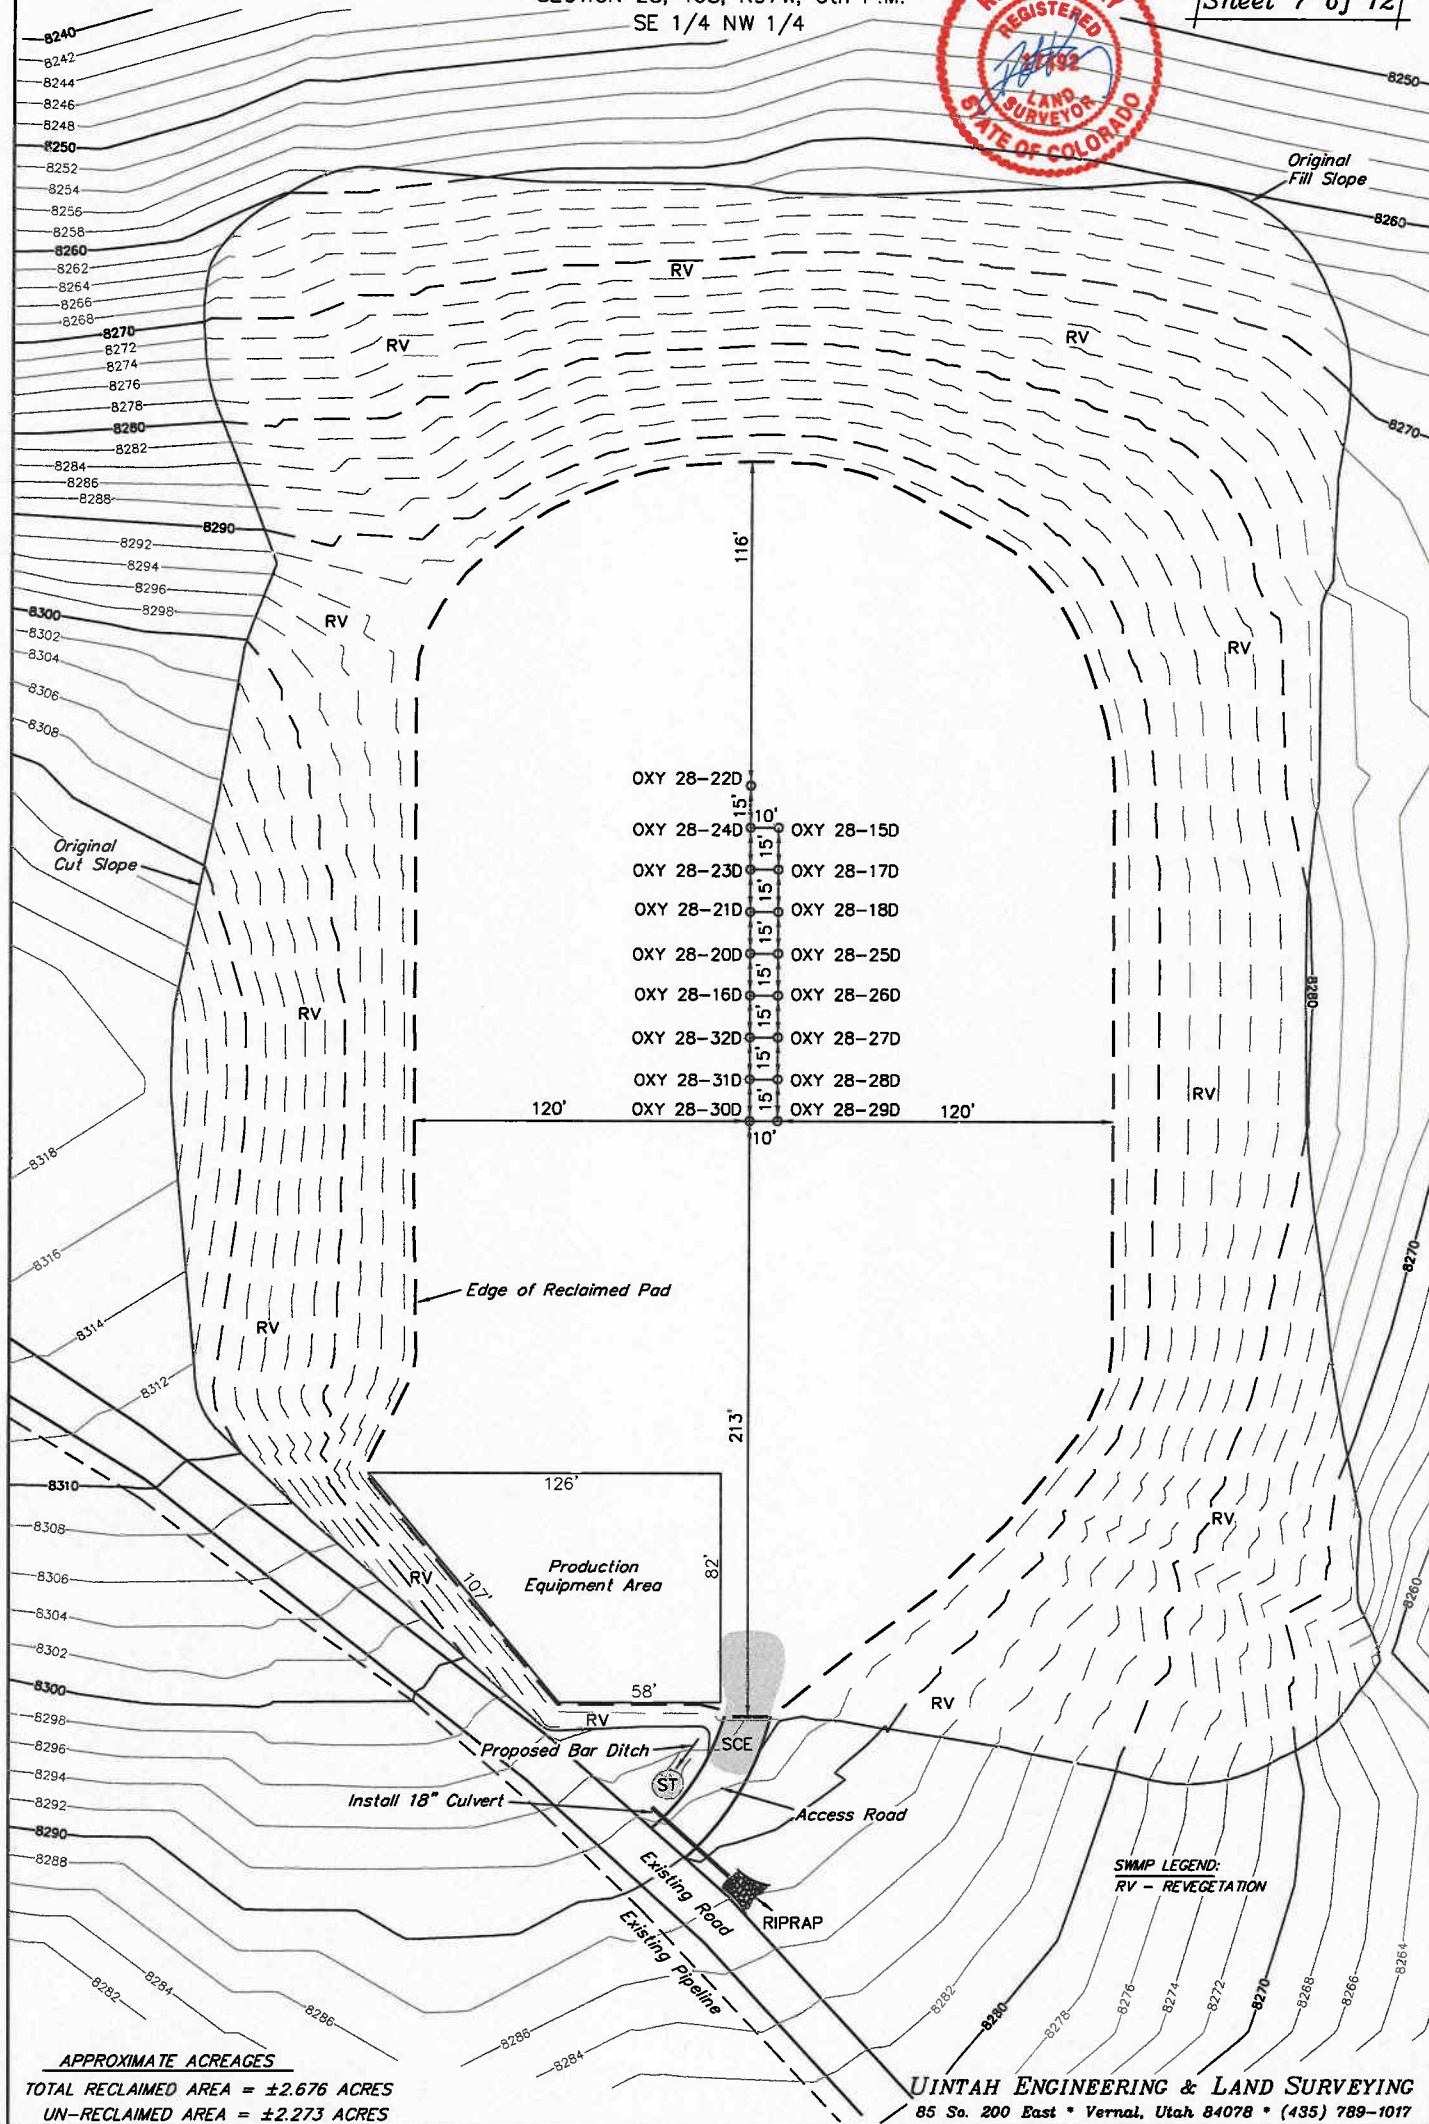 SE 1/4 NW 1/4
Sheet 7 of 12
REGISTERED
LAND
SURVEYOR
STATE OF COLORADO
8240
8242
8244
8246
8248
8250
8252
8254
8256
8258
8260
8262
8264
8266
8268
8270
8272
8274
8276
8278
8280
8282
8284
8286
8288
8290
8292
8294
8296
8298
8300
8302
8304
8306
8308
8250
Original
Fill Slope
8260
8270
RV
RV
RV
RV
RV
116'
OXY 28-22D
15'
10'
OXY 28-24D
OXY 28-15D
15'
OXY 28-23D
OXY 28-17D
15'
OXY 28-21D
OXY 28-18D
15'
OXY 28-20D
OXY 28-25D
15'
OXY 28-16D
OXY 28-26D
15'
OXY 28-32D
OXY 28-27D
15'
OXY 28-31D
OXY 28-28D
15'
OXY 28-30D
OXY 28-29D
120'
10'
120'
Original
Cut Slope
RV
8280
RV
8318
8316
8314
8312
8270
Edge of Reclaimed Pad
RV
213'
8310
8308
8306
8304
8302
8300
8298
8296
8294
8292
8290
8288
126'
Production
Equipment Area
82'
107'
58'
RV
RV
RV
RV
8260
SCE
Proposed Bar Ditch
ST
Install 18" Culvert
Access Road
Existing Road
Existing Pipeline
RIPRAP
SWMP LEGEND:
RV - REVEGETATION
8282
8284
8286
8286
8284
8282
8280
8278
8276
8274
8272
8270
8268
8266
8264
APPROXIMATE ACREAGES
TOTAL RECLAIMED AREA = ±2.676 ACRES
UN-RECLAIMED AREA = ±2.273 ACRES
UINTAH ENGINEERING & LAND SURVEYING
85 So. 200 East * Vernal, Utah 84078 * (435) 789-1017